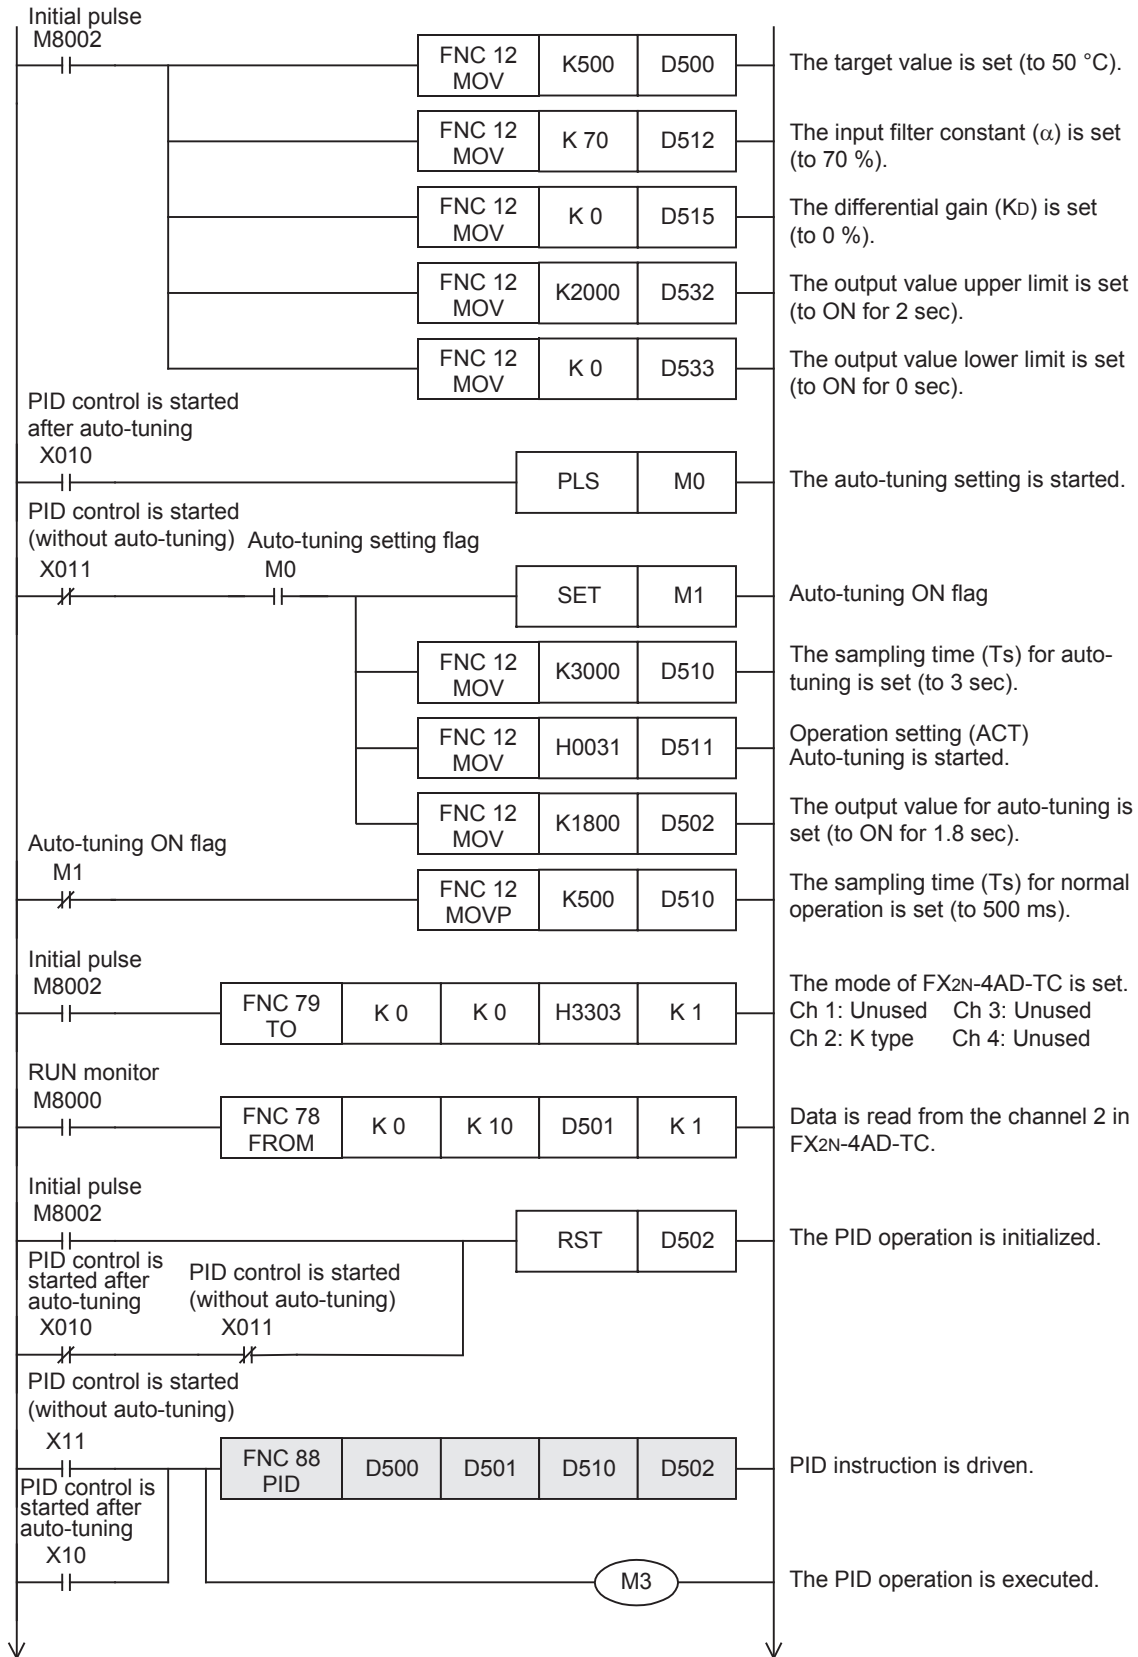 Initial pulse
M8002
FNC 12
MOV
K500
D500
The target value is set (to 50 °C).
FNC 12
MOV
K 70
D512
The input filter constant (α) is set
(to 70 %).
FNC 12
MOV
K 0
D515
The differential gain (KD) is set
(to 0 %).
FNC 12
MOV
K2000
D532
The output value upper limit is set
(to ON for 2 sec).
FNC 12
MOV
K 0
D533
The output value lower limit is set
(to ON for 0 sec).
PID control is started
after auto-tuning
X010
PLS
M0
The auto-tuning setting is started.
PID control is started
(without auto-tuning)
X011
Auto-tuning setting flag
M0
SET
M1
Auto-tuning ON flag
FNC 12
MOV
K3000
D510
The sampling time (Ts) for auto-
tuning is set (to 3 sec).
FNC 12
MOV
H0031
D511
Operation setting (ACT)
Auto-tuning is started.
FNC 12
MOV
K1800
D502
The output value for auto-tuning is
set (to ON for 1.8 sec).
Auto-tuning ON flag
M1
FNC 12
MOVP
K500
D510
The sampling time (Ts) for normal
operation is set (to 500 ms).
Initial pulse
M8002
FNC 79
TO
K 0
K 0
H3303
K 1
The mode of FX2N-4AD-TC is set.
Ch 1: Unused Ch 3: Unused
Ch 2: K type Ch 4: Unused
RUN monitor
M8000
FNC 78
FROM
K 0
K 10
D501
K 1
Data is read from the channel 2 in
FX2N-4AD-TC.
Initial pulse
M8002
RST
D502
The PID operation is initialized.
PID control is
started after
auto-tuning
X010
PID control is started
(without auto-tuning)
X011
PID control is started
(without auto-tuning)
X11
FNC 88
PID
D500
D501
D510
D502
PID instruction is driven.
PID control is
started after
auto-tuning
X10
M3
The PID operation is executed.